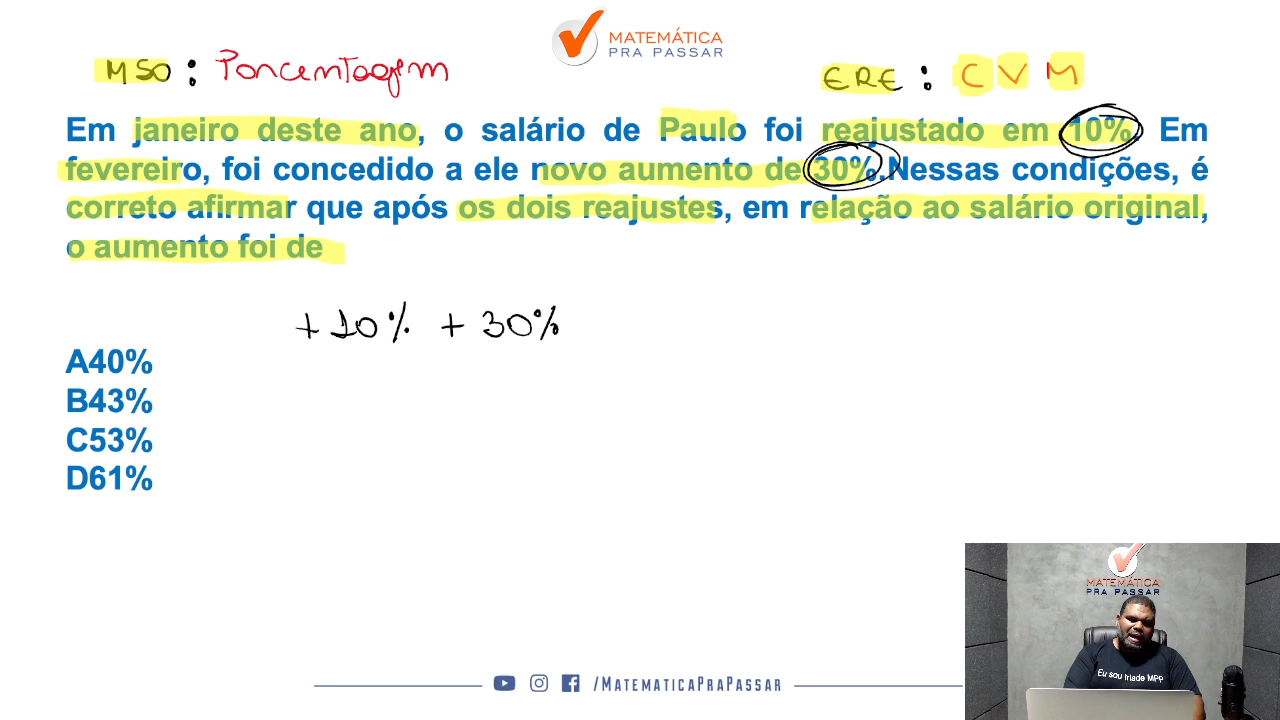 MATEMÁTICA
PRA PASSAR
MSO : Porcentagem
ERE : CVM
Em janeiro deste ano, o salário de Paulo foi reajustado em 10%. Em
fevereiro, foi concedido a ele novo aumento de 30%.Nessas condições, é
correto afirmar que após os dois reajustes, em relação ao salário original,
o aumento foi de
+10% +30%
A40%
B43%
C53%
D61%
MATEMÁTICA
PRA PASSAR
Eu sou tríade MPP
/MATEMATICAPRAPASSAR